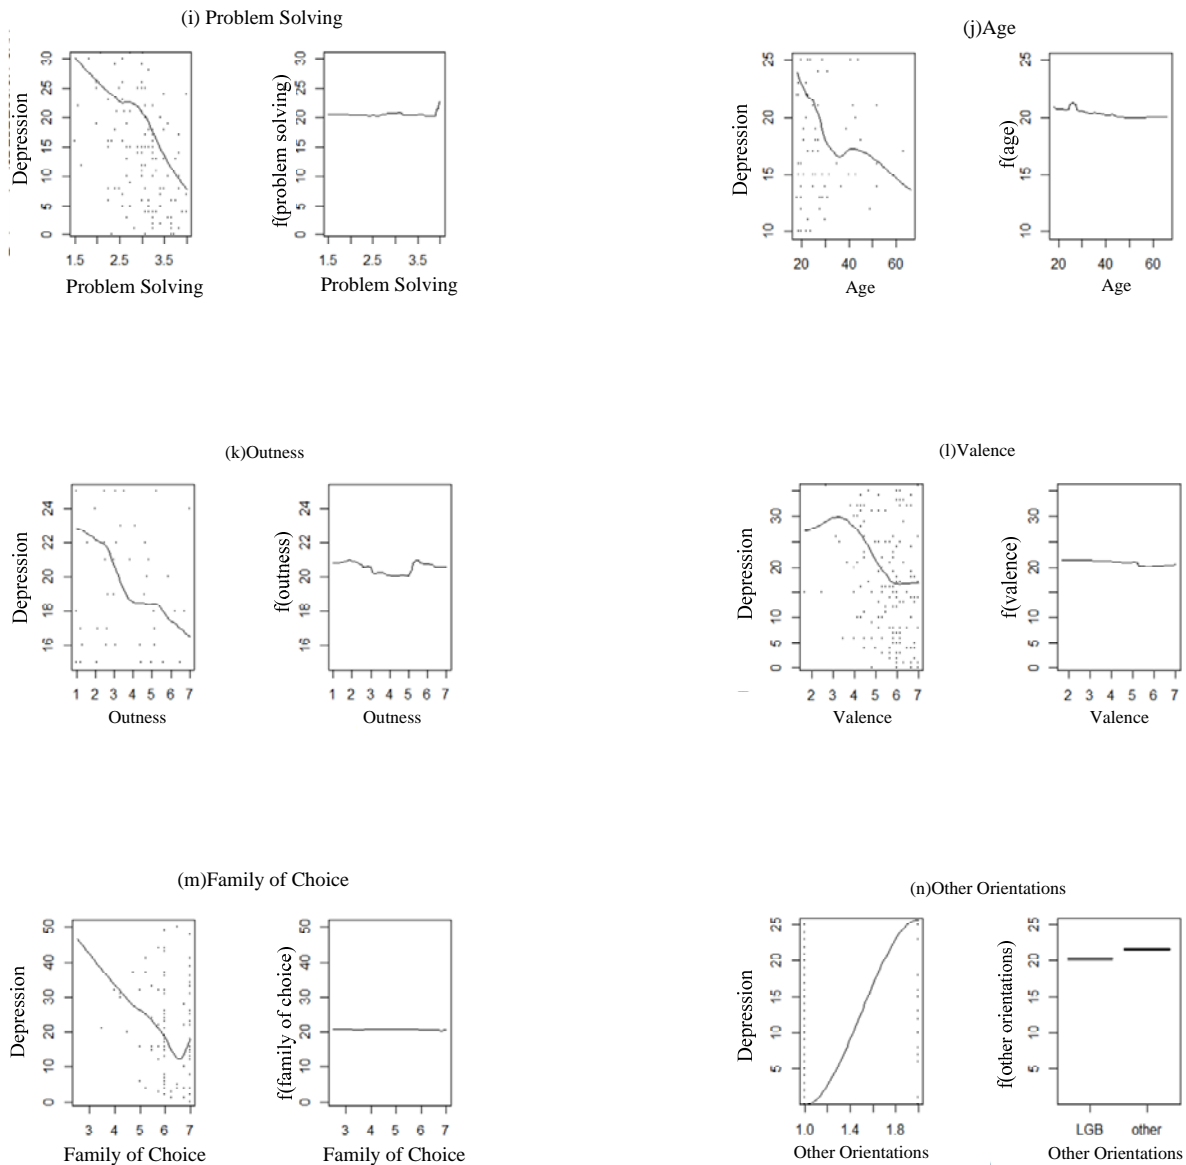 (i) Problem Solving
Depression
0 5 10 15 20 25 30
1.5 2.5 3.5
Problem Solving
f(problem solving)
0 5 10 15 20 25 30
1.5 2.5 3.5
Problem Solving
(j)Age
Depression
10 15 20 25
20 40 60
Age
f(age)
10 15 20 25
20 40 60
Age
(k)Outness
Depression
16 18 20 22 24
1 2 3 4 5 6 7
Outness
f(outness)
16 18 20 22 24
1 2 3 4 5 6 7
Outness
(l)Valence
Depression
0 5 10 20 30
2 3 4 5 6 7
Valence
f(valence)
0 5 10 20 30
2 3 4 5 6 7
Valence
(m)Family of Choice
Depression
0 10 20 30 40 50
3 4 5 6 7
Family of Choice
f(family of choice)
0 10 20 30 40 50
3 4 5 6 7
Family of Choice
(n)Other Orientations
Depression
5 10 15 20 25
1.0 1.4 1.8
Other Orientations
f(other orientations)
5 10 15 20 25
LGB other
Other Orientations